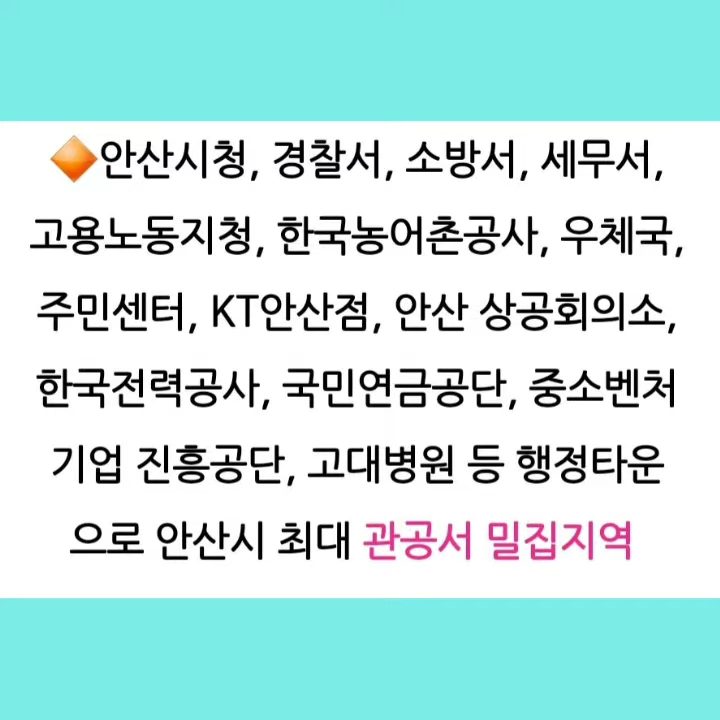 🔶안산시청, 경찰서, 소방서, 세무서,
고용노동지청, 한국농어촌공사, 우체국,
주민센터, KT안산점, 안산 상공회의소,
한국전력공사, 국민연금공단, 중소벤처
기업 진흥공단, 고대병원 등 행정타운
으로 안산시 최대 관공서 밀집지역